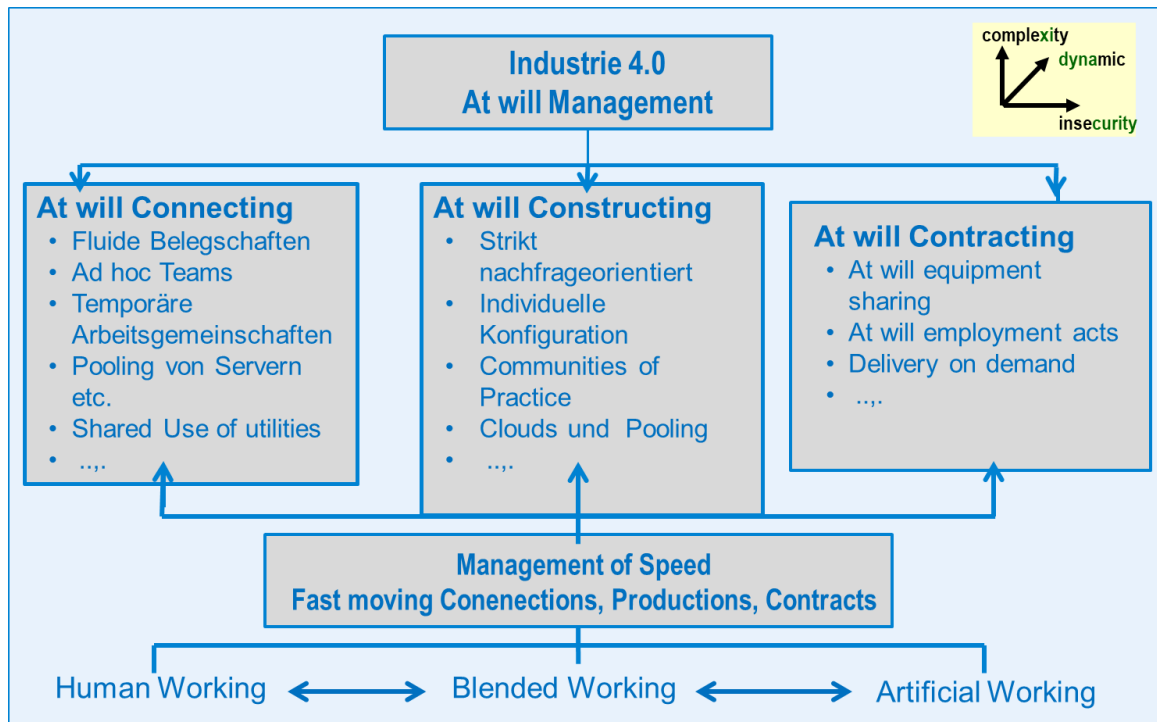 complexity
dynamic
insecurity
Industrie 4.0
At will Management
At will Connecting
• Fluide Belegschaften
• Ad hoc Teams
• Temporäre
Arbeitsgemeinschaften
• Pooling von Servern
etc.
• Shared Use of utilities
• ..,.
At will Constructing
• Strikt
nachfrageorientiert
• Individuelle
Konfiguration
• Communities of
Practice
• Clouds und Pooling
• ..,.
At will Contracting
• At will equipment
sharing
• At will employment acts
• Delivery on demand
• ..,.
Management of Speed
Fast moving Conenections, Productions, Contracts
Human Working
Blended Working
Artificial Working